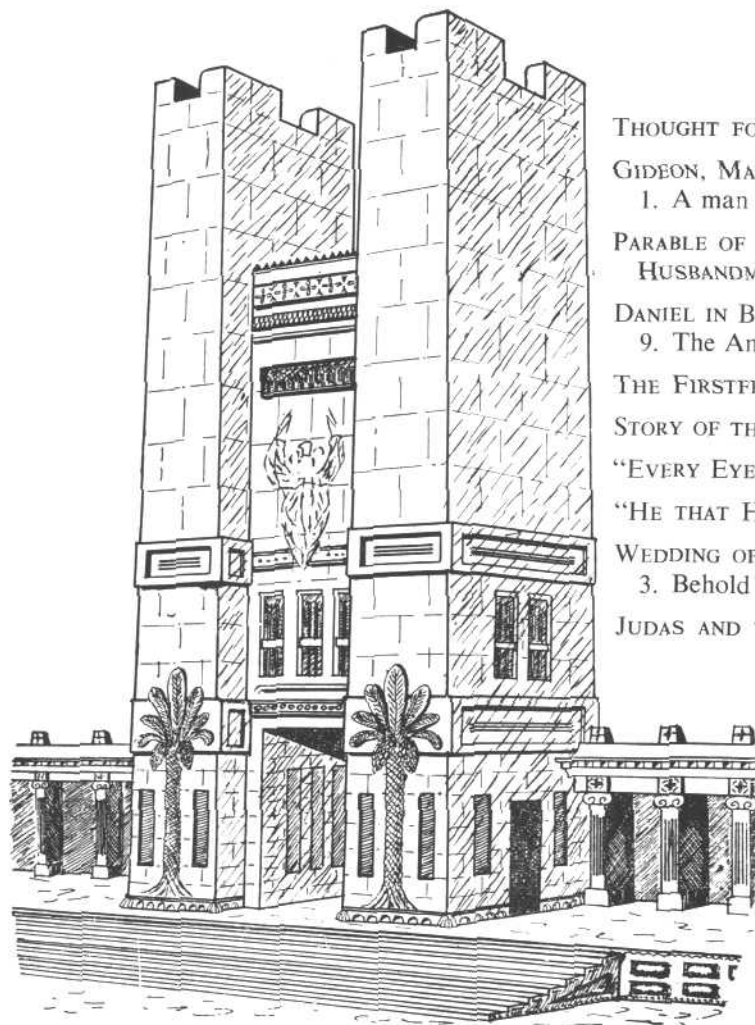 THOUGHT FO
GIDEON, MA
1. A man
PARABLE OF
HUSBANDM
DANIEL IN B
9. The An
THE FIRSTF
STORY OF TH
“EVERY EYE
“HE THAT H
WEDDING OF
3. Behold
JUDAS AND